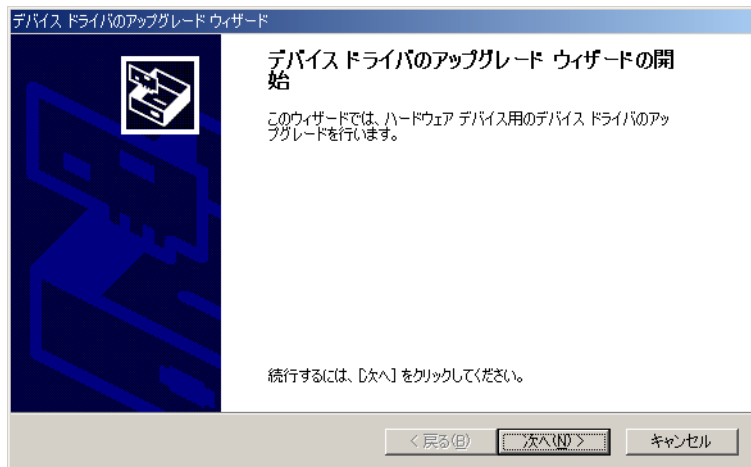 デバイス ドライバのアップグレード ウィザード
デバイス ドライバのアップグレード ウィザードの開
始
このウィザードでは、ハードウェア デバイス用のデバイス ドライバのアッ
プグレードを行います。
続行するには、[次へ] をクリックしてください。
< 戻る(B)
次へ(N) >
キャンセル